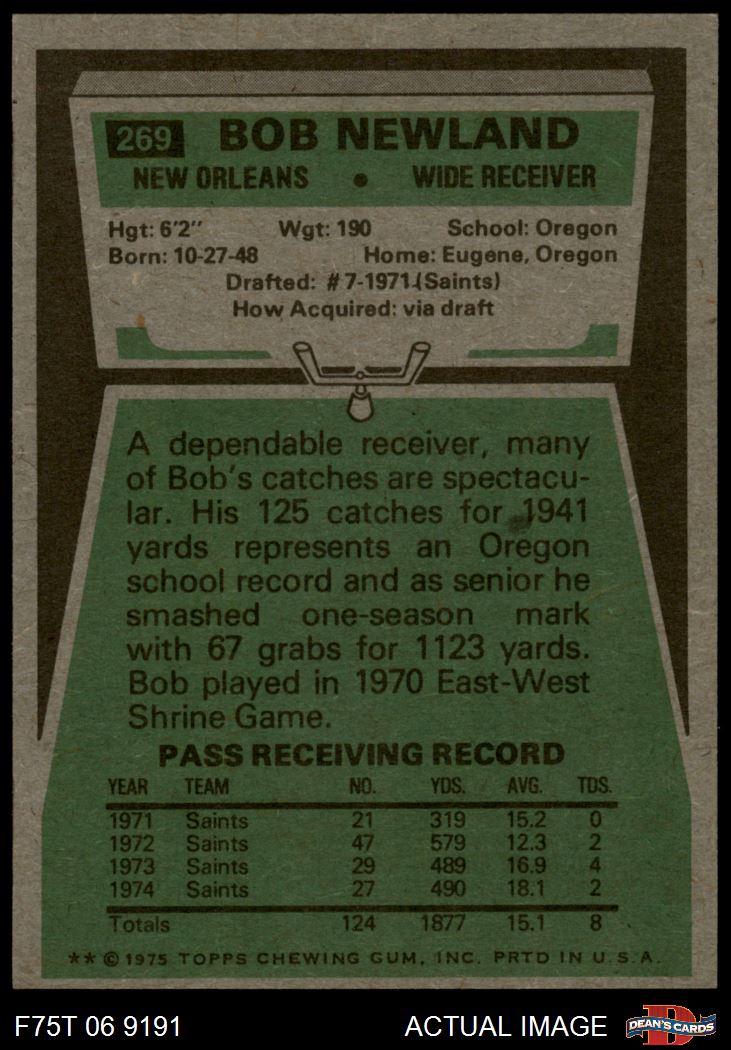 269 BOB NEWLAND
NEW ORLEANS • WIDE RECEIVER
Hgt: 6'2" Wgt: 190 School: Oregon
Born: 10-27-48 Home: Eugene, Oregon
Drafted: #7-1971 (Saints)
How Acquired: via draft
A dependable receiver, many
of Bob's catches are spectacu-
lar. His 125 catches for 1941
yards represents an Oregon
school record and as senior he
smashed one-season mark
with 67 grabs for 1123 yards.
Bob played in 1970 East-West
Shrine Game.
PASS RECEIVING RECORD
YEAR TEAM NO. YDS. AVG. TDS.
1971 Saints 21 319 15.2 0
1972 Saints 47 579 12.3 2
1973 Saints 29 489 16.9 4
1974 Saints 27 490 18.1 2
Totals 124 1877 15.1 8
** © 1975 TOPPS CHEWING GUM, INC. PRTD IN U.S.A.
F75T 06 9191 ACTUAL IMAGE DEAN'S CARDS